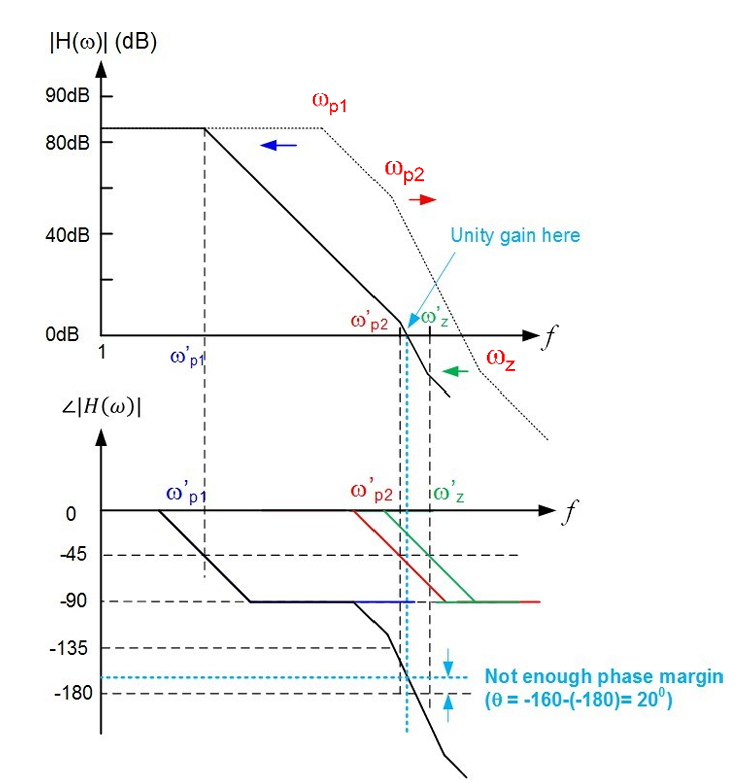 |H(ω)| (dB)
90dB
ωp1
80dB
ωp2
40dB
Unity gain here
ω'p2
ω'z
0dB
f
1
ω'p1
ωz
∠|H(ω)|
ω'p1
ω'p2
ω'z
0
f
-45
-90
-135
Not enough phase margin
-180
(θ = -160-(-180)= 20⁰)